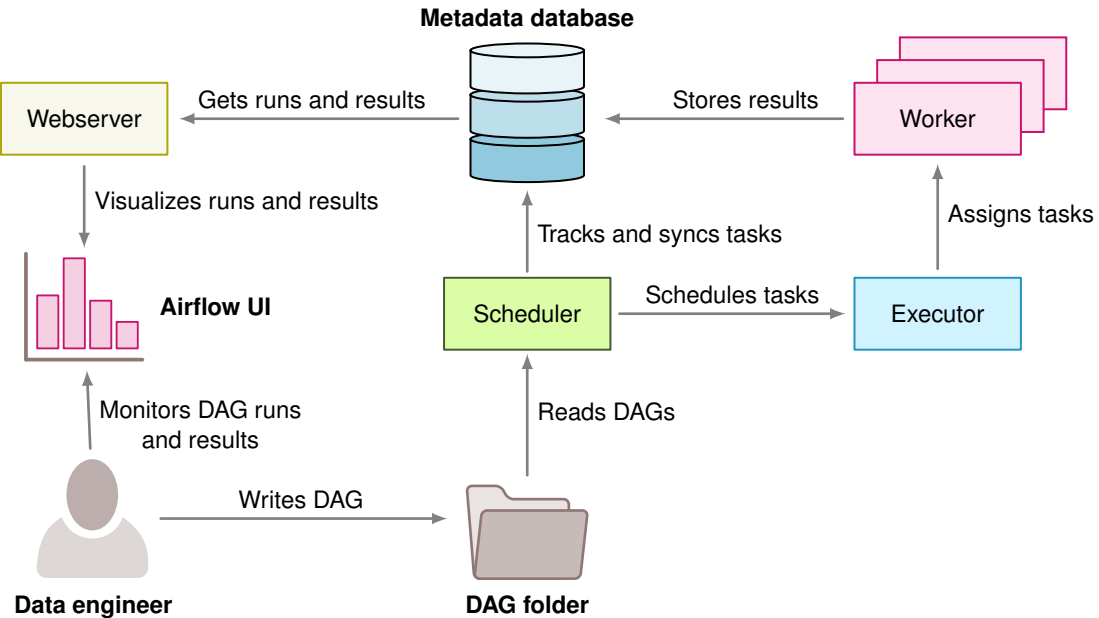 Metadata database
Gets runs and results
Stores results
Webserver
Worker
Visualizes runs and results
Tracks and syncs tasks
Assigns tasks
Airflow UI
Scheduler
Schedules tasks
Executor
Monitors DAG runs
and results
Reads DAGs
Writes DAG
Data engineer
DAG folder